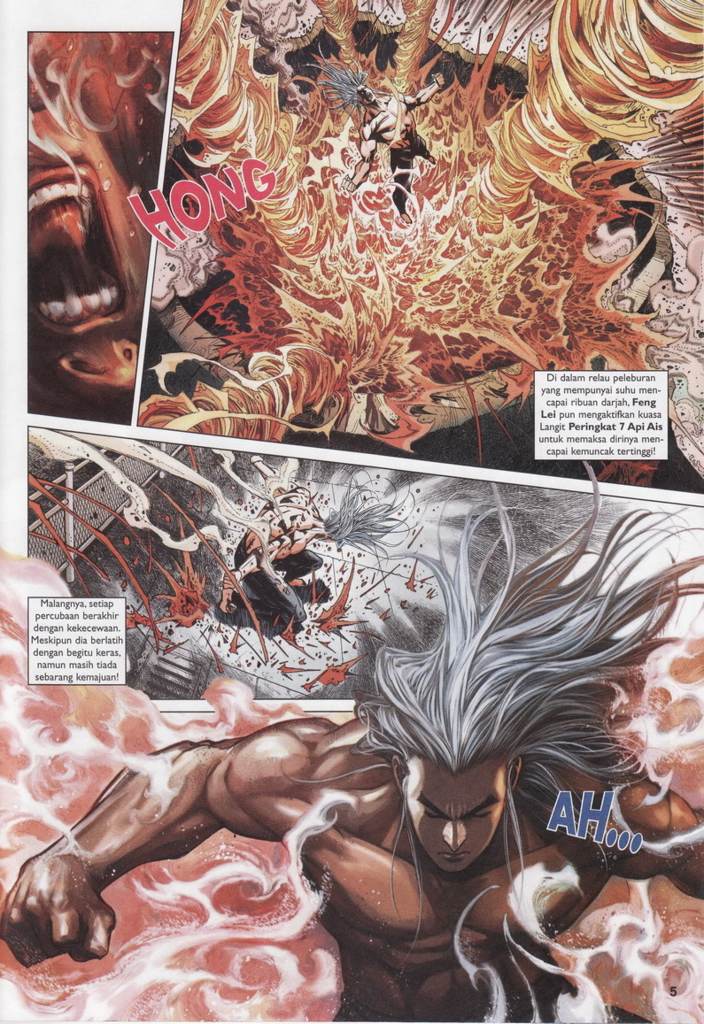 HONG
Di dalam relau peleburan
yang mempunyai suhu men-
capai ribuan darjah, Feng
Lei pun mengaktifkan kuasa
Langit Peringkat 7 Api Ais
untuk memaksa dirinya men-
capai kemuncak tertinggi!
Malangnya, setiap
percubaan berakhir
dengan kekecewaan.
Meskipun dia berlatih
dengan begitu keras,
namun masih tiada
sebarang kemajuan!
AH...
5